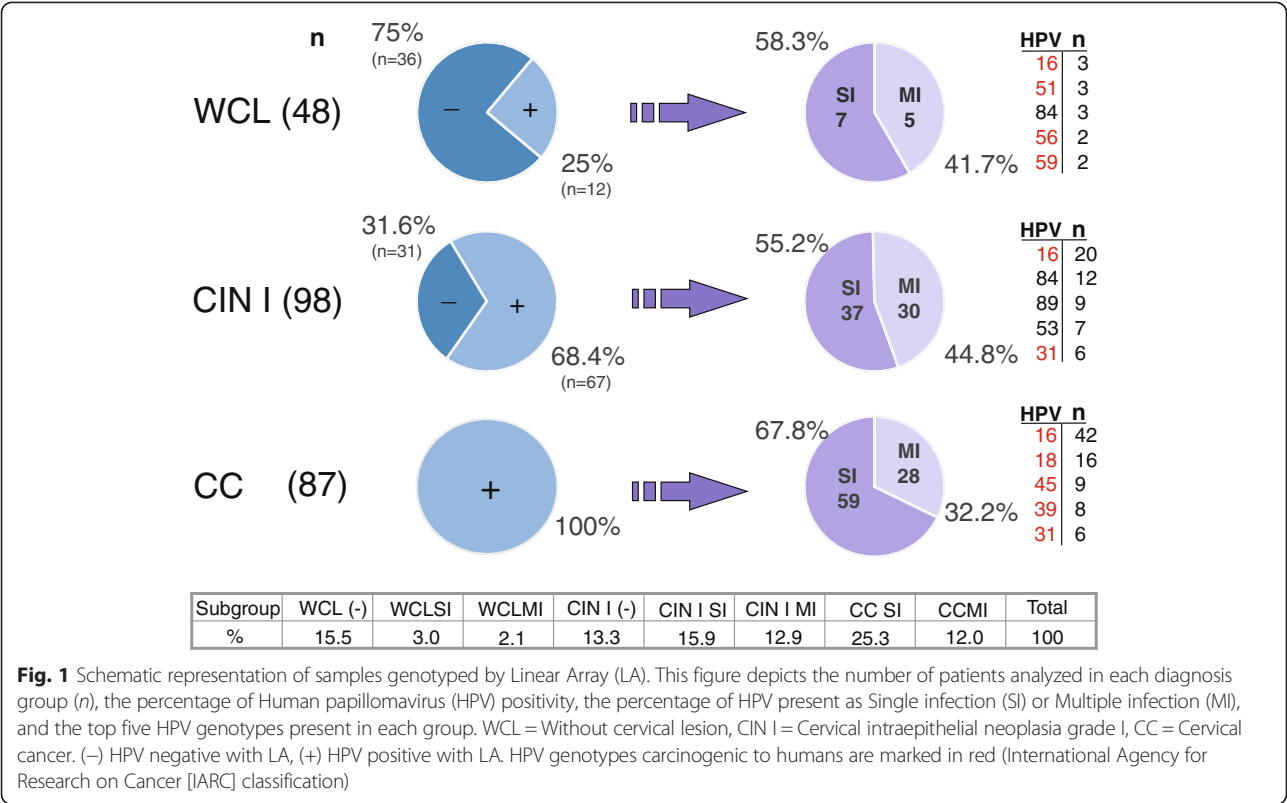 n
75%
(n=36)
WCL (48)
−
+
25%
(n=12)
58.3%
SI
7
MI
5
41.7%
HPV n
16 3
51 3
84 3
56 2
59 2
31.6%
(n=31)
CIN I (98)
−
+
68.4%
(n=67)
55.2%
SI
37
MI
30
44.8%
HPV n
16 20
84 12
89 9
53 7
31 6
CC (87)
+
100%
67.8%
SI
59
MI
28
32.2%
HPV n
16 42
18 16
45 9
39 8
31 6
Subgroup WCL (-) WCLSI WCLMI CIN I (-) CIN I SI CIN I MI CC SI CCMI Total
% 15.5 3.0 2.1 13.3 15.9 12.9 25.3 12.0 100
Fig. 1 Schematic representation of samples genotyped by Linear Array (LA). This figure depicts the number of patients analyzed in each diagnosis
group (n), the percentage of Human papillomavirus (HPV) positivity, the percentage of HPV present as Single infection (SI) or Multiple infection (MI),
and the top five HPV genotypes present in each group. WCL = Without cervical lesion, CIN I = Cervical intraepithelial neoplasia grade I, CC = Cervical
cancer. (−) HPV negative with LA, (+) HPV positive with LA. HPV genotypes carcinogenic to humans are marked in red (International Agency for
Research on Cancer [IARC] classification)